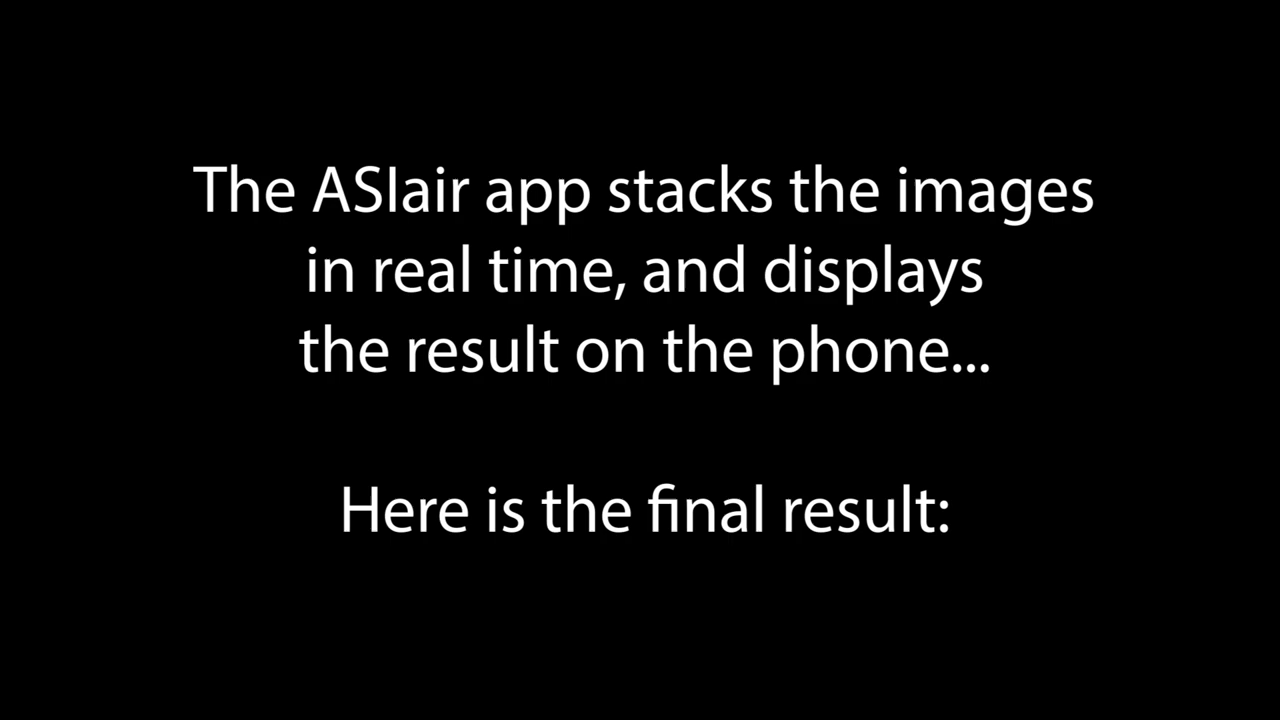 The ASIair app stacks the images
in real time, and displays
the result on the phone...
Here is the final result: